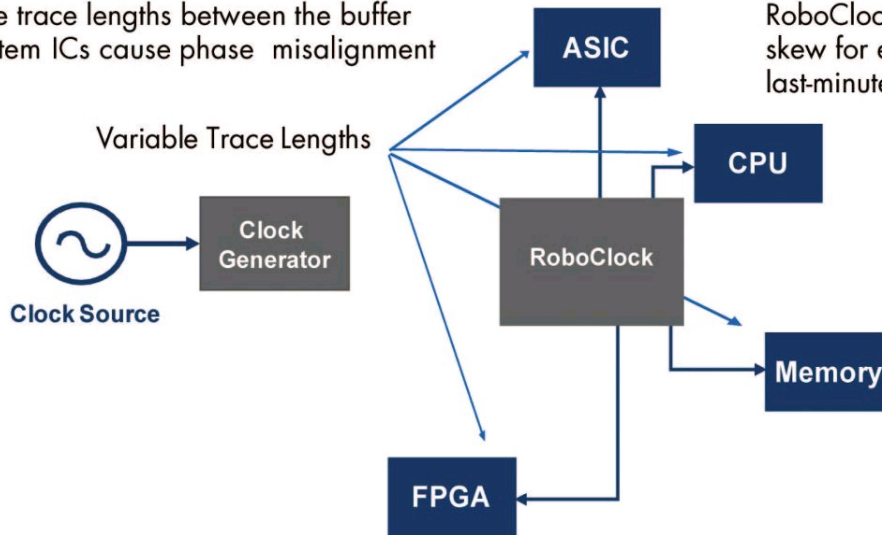 e trace lengths between the buffer
tem ICs cause phase misalignment
RoboClock
skew for e
last-minute
ASIC
Variable Trace Lengths
CPU
Clock
Generator
RoboClock
Clock Source
Memory
FPGA